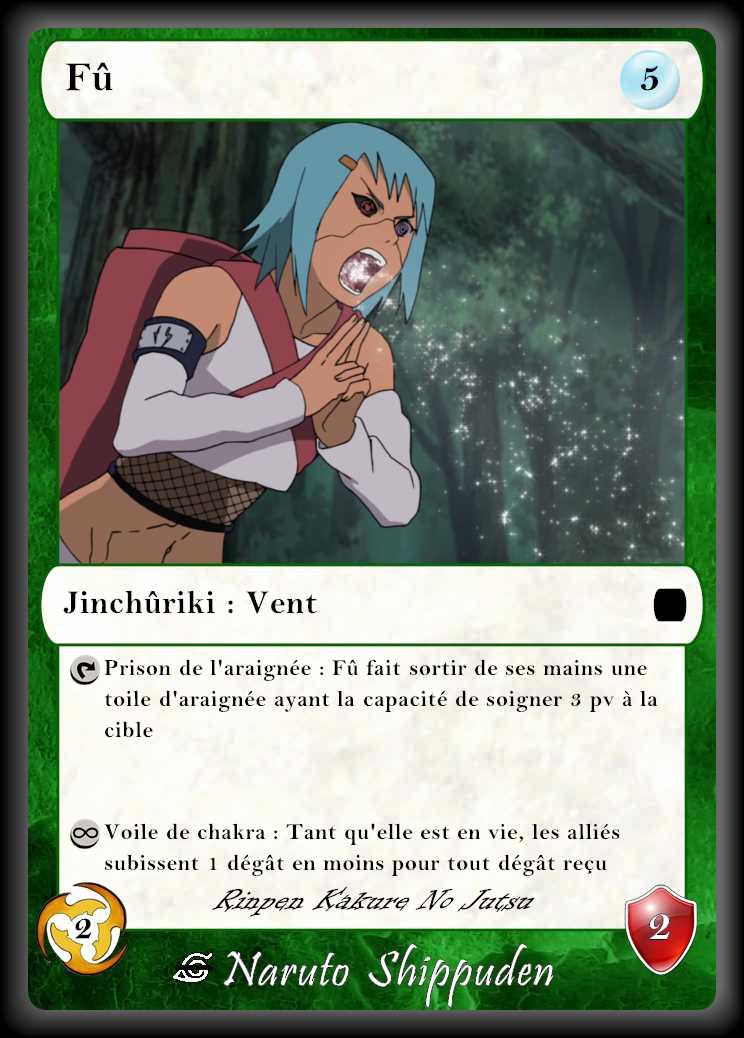 Fû
5
Jinchûriki : Vent
Prison de l'araignée : Fû fait sortir de ses mains une
toile d'araignée ayant la capacité de soigner 3 pv à la
cible
Voile de chakra : Tant qu'elle est en vie, les alliés
subissent 1 dégât en moins pour tout dégât reçu
Rinpen Kakure No Jutsu
2
2
Naruto Shippuden